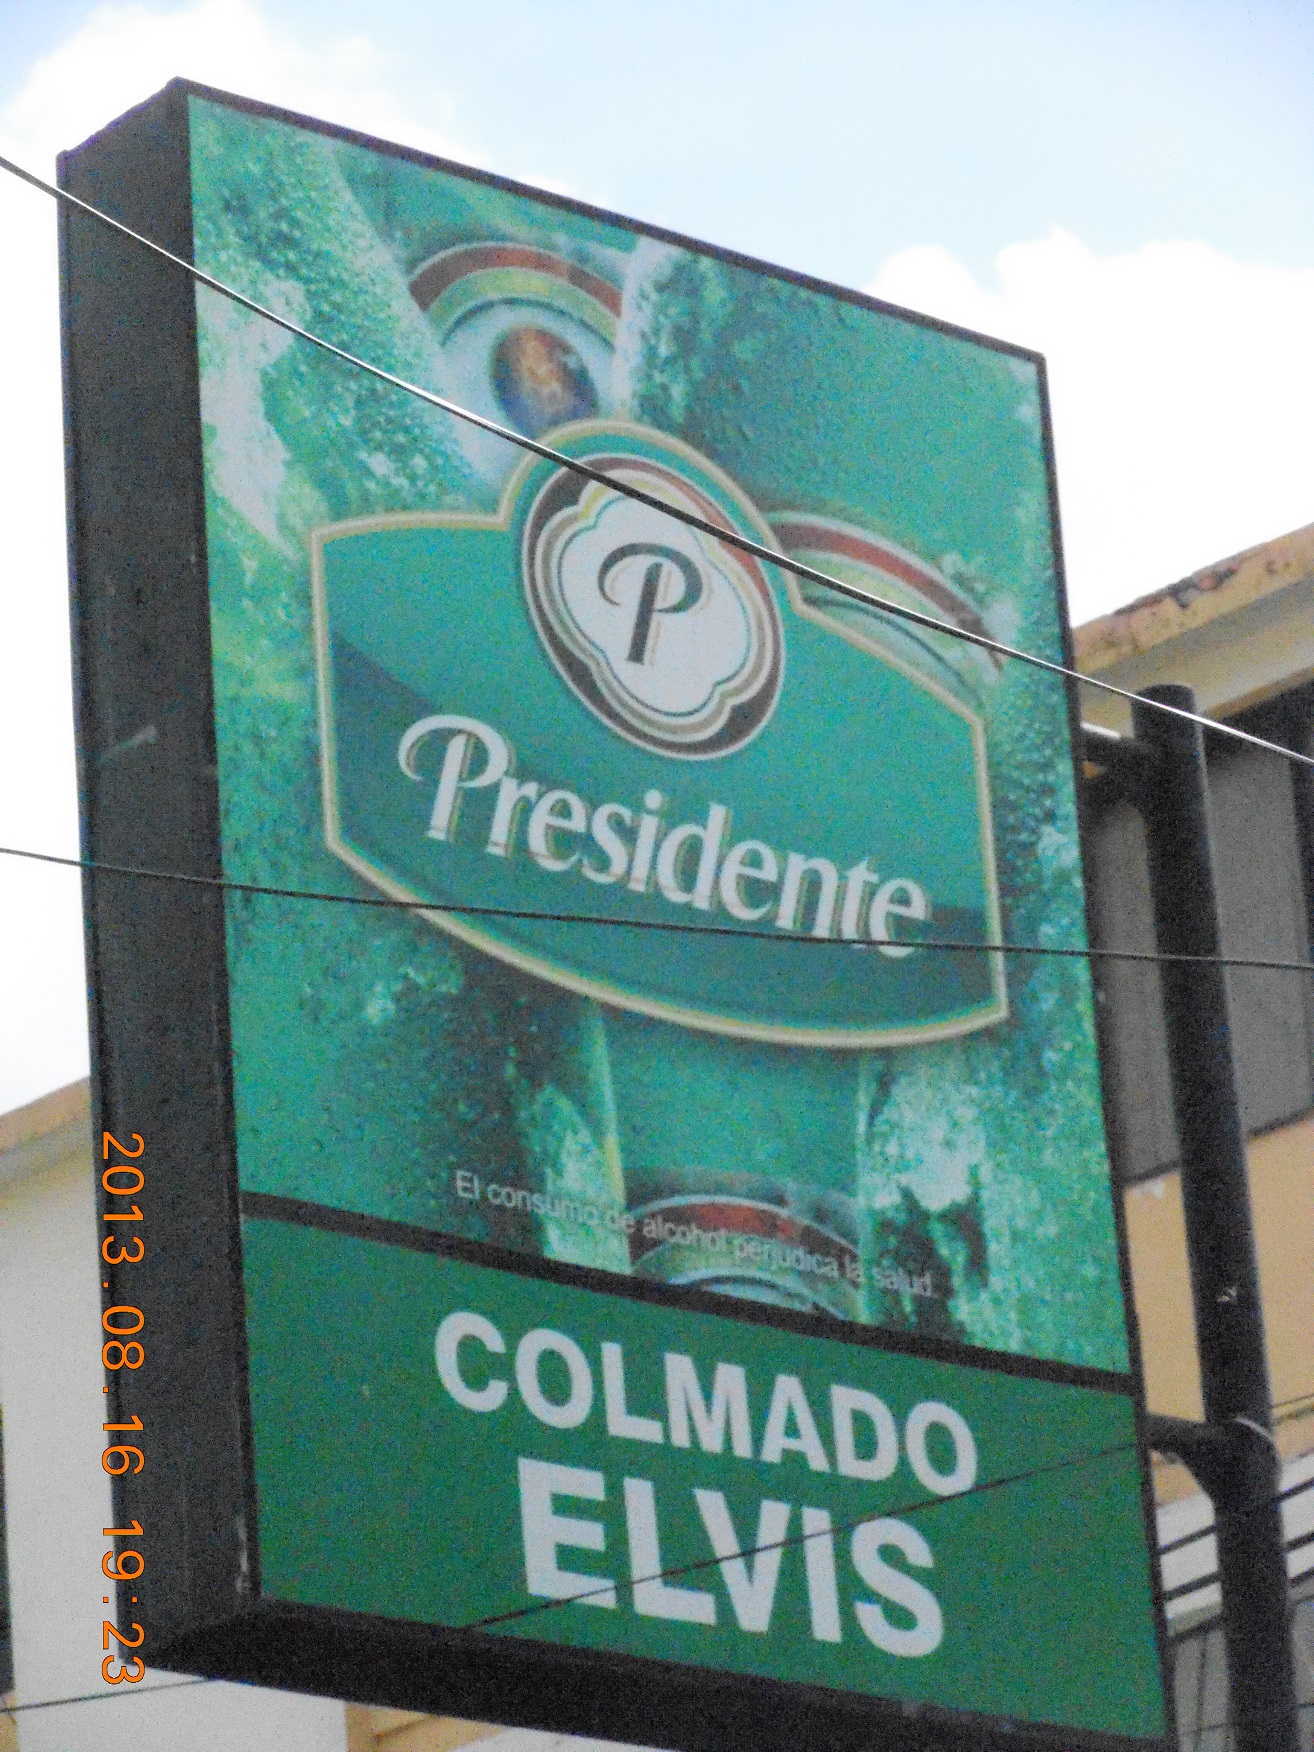 P
Presidente
El consumo de alcohol perjudica la salud.
COLMADO
ELVIS
2013.08.16 19:23